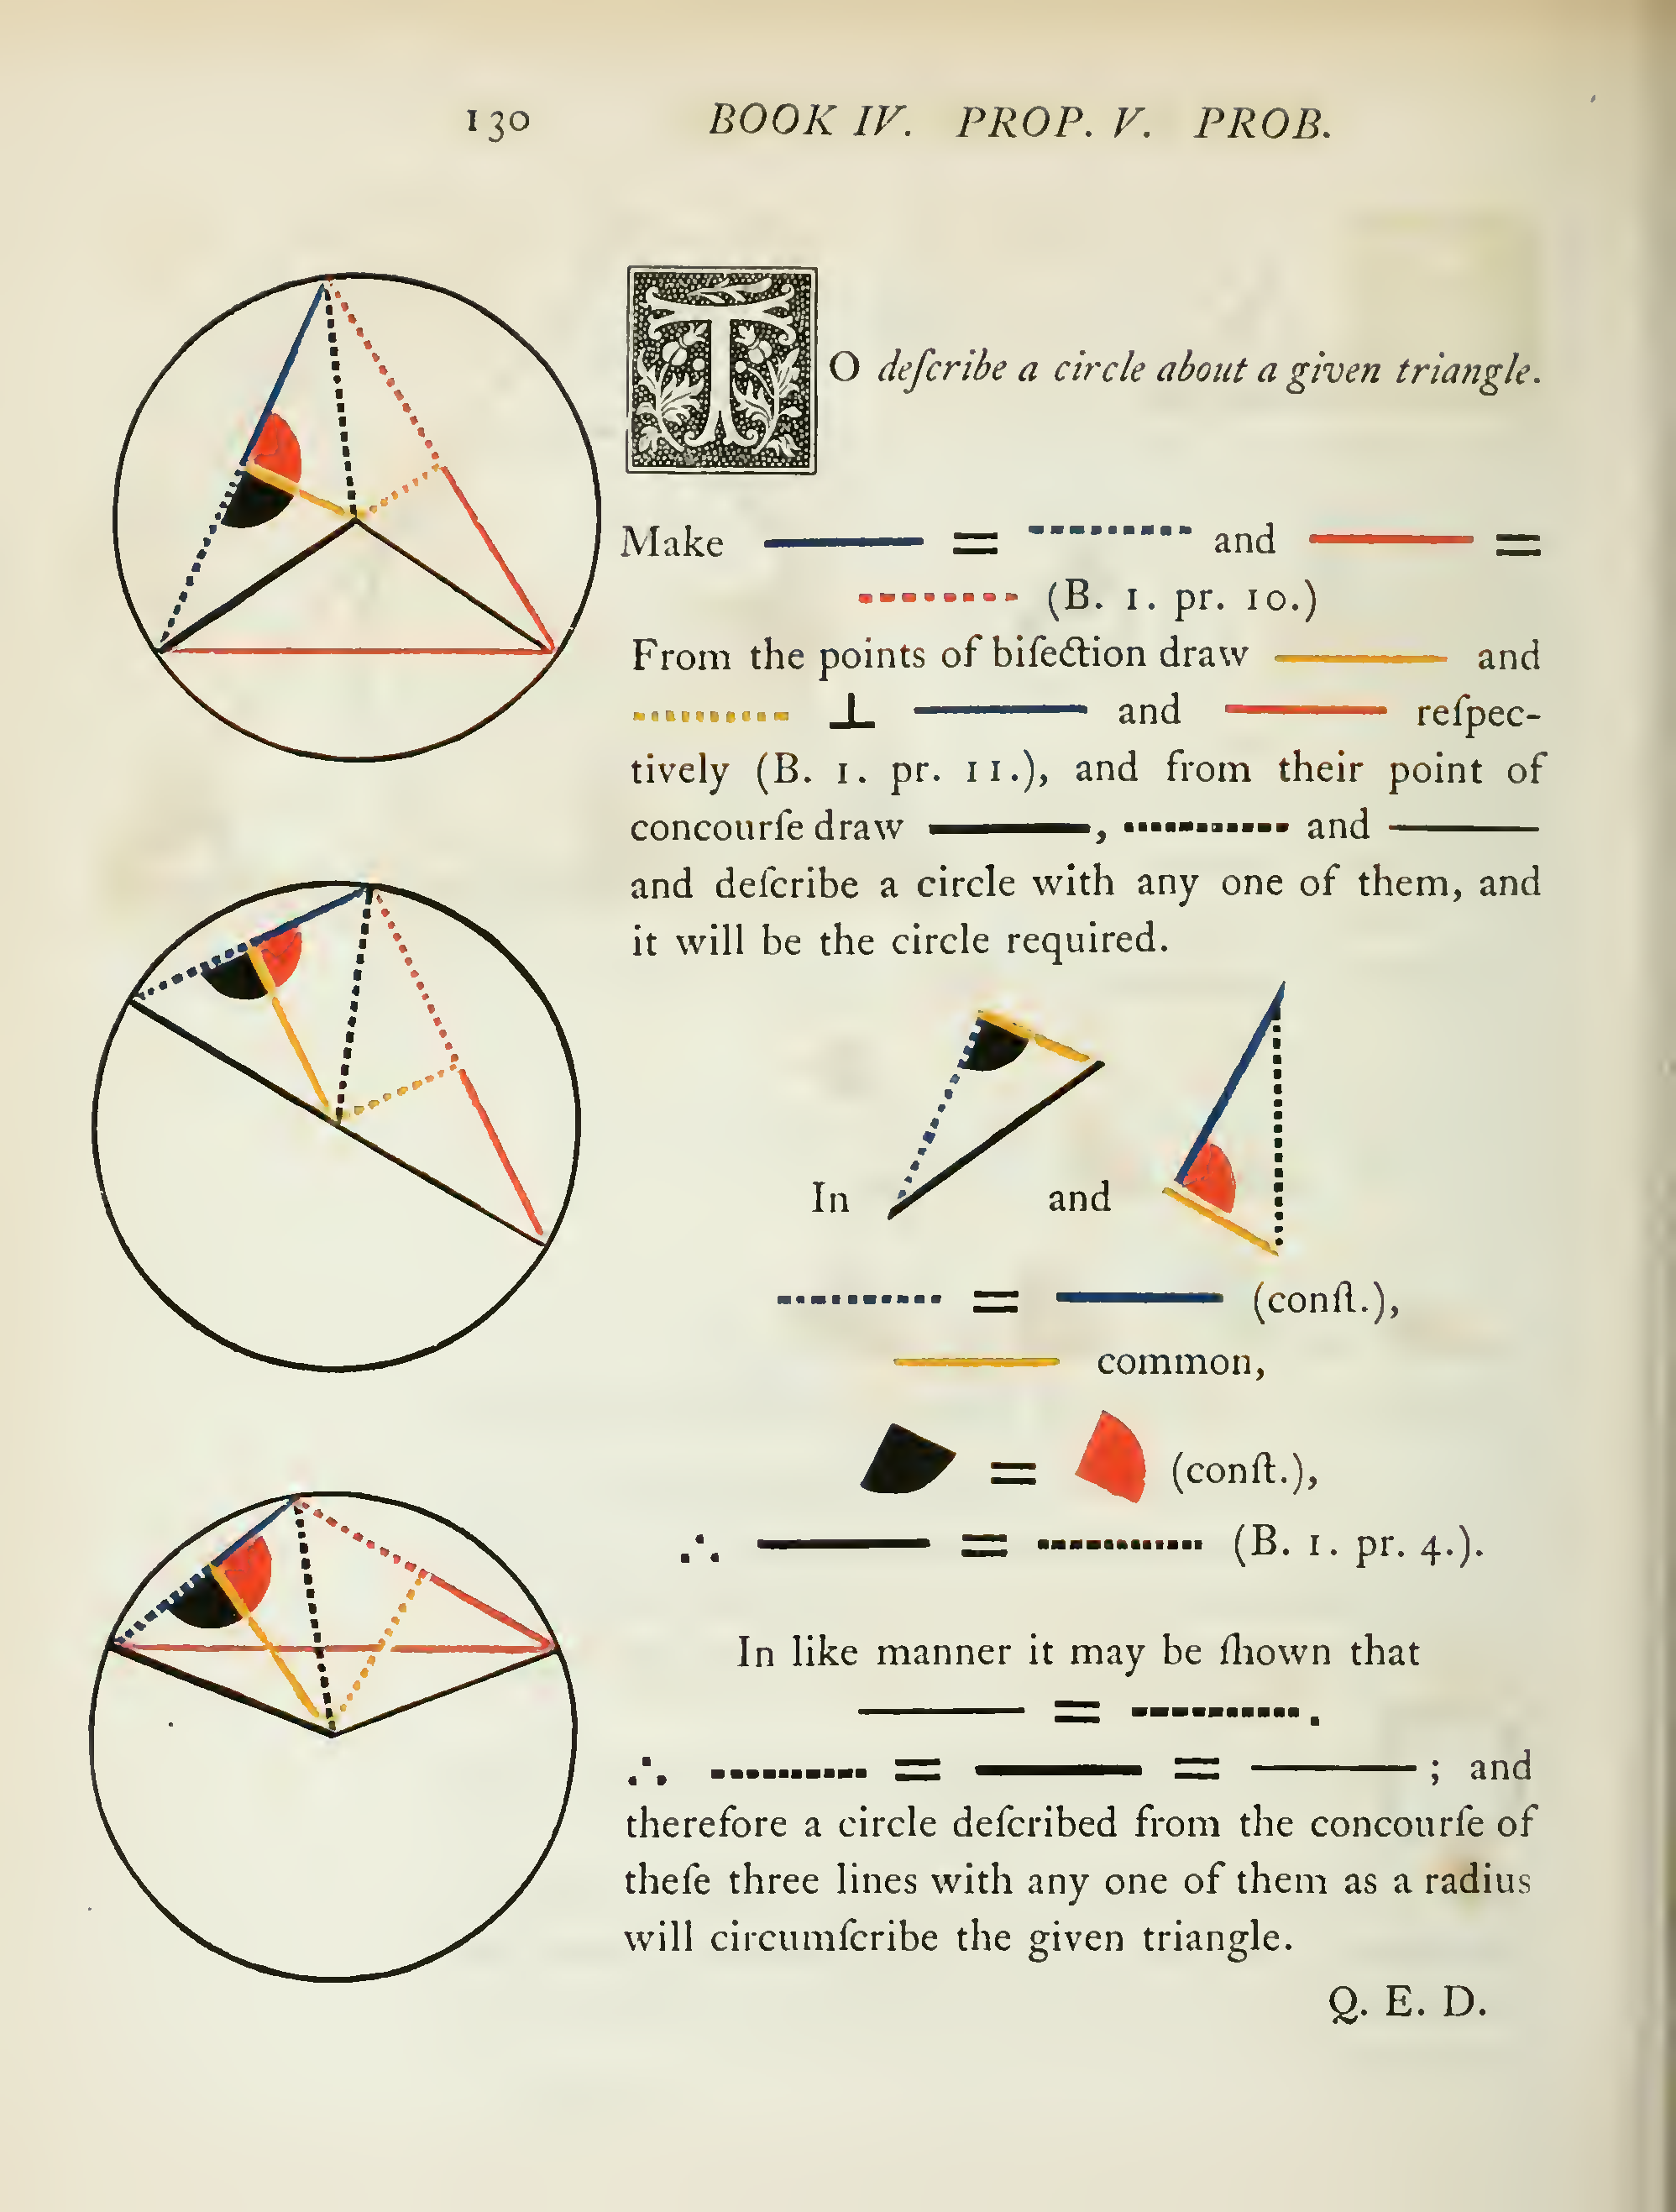 130 BOOK IV. PROP. V. PROB.
TO deſcribe a circle about a given triangle.
Make = and =
(B. 1. pr. 10.)
From the points of biſection draw and
⊥ and reſpec-
tively (B. 1. pr. 11.), and from their point of
concourſe draw , and
and deſcribe a circle with any one of them, and
it will be the circle required.
In and
= (conſt.),
common,
= (conſt.),
∴ = (B. 1. pr. 4.).
In like manner it may be ſhown that
= .
∴ = = ; and
therefore a circle deſcribed from the concourſe of
theſe three lines with any one of them as a radius
will circumſcribe the given triangle.
Q. E. D.